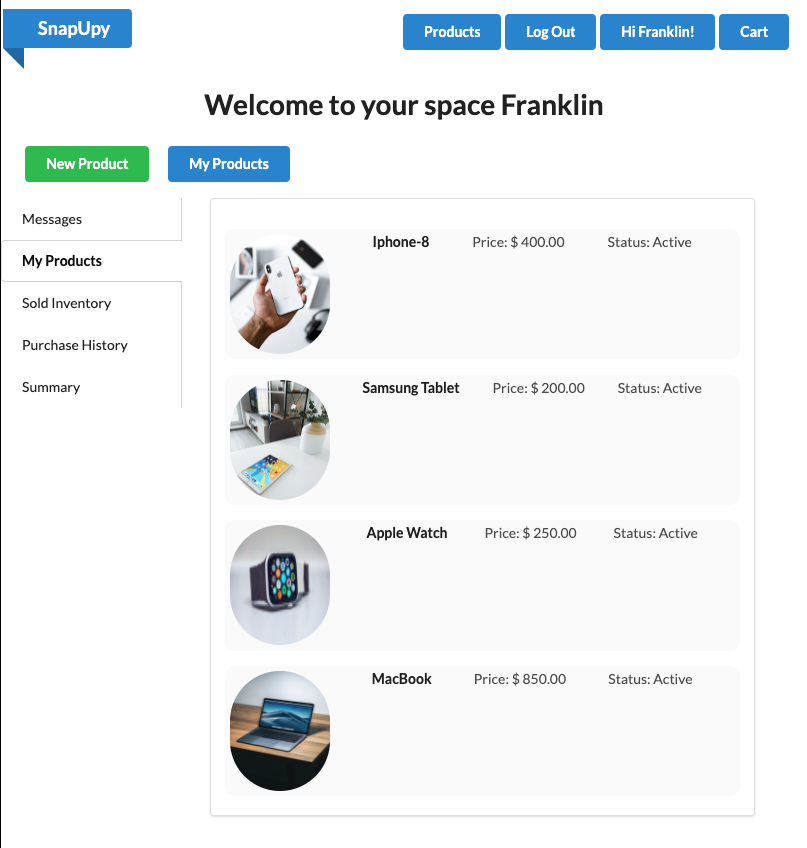 SnapUpy
Products Log Out Hi Franklin! Cart
Welcome to your space Franklin
New Product My Products
Messages
My Products
Sold Inventory
Purchase History
Summary
Iphone-8 Price: $ 400.00 Status: Active
Samsung Tablet Price: $ 200.00 Status: Active
Apple Watch Price: $ 250.00 Status: Active
MacBook Price: $ 850.00 Status: Active